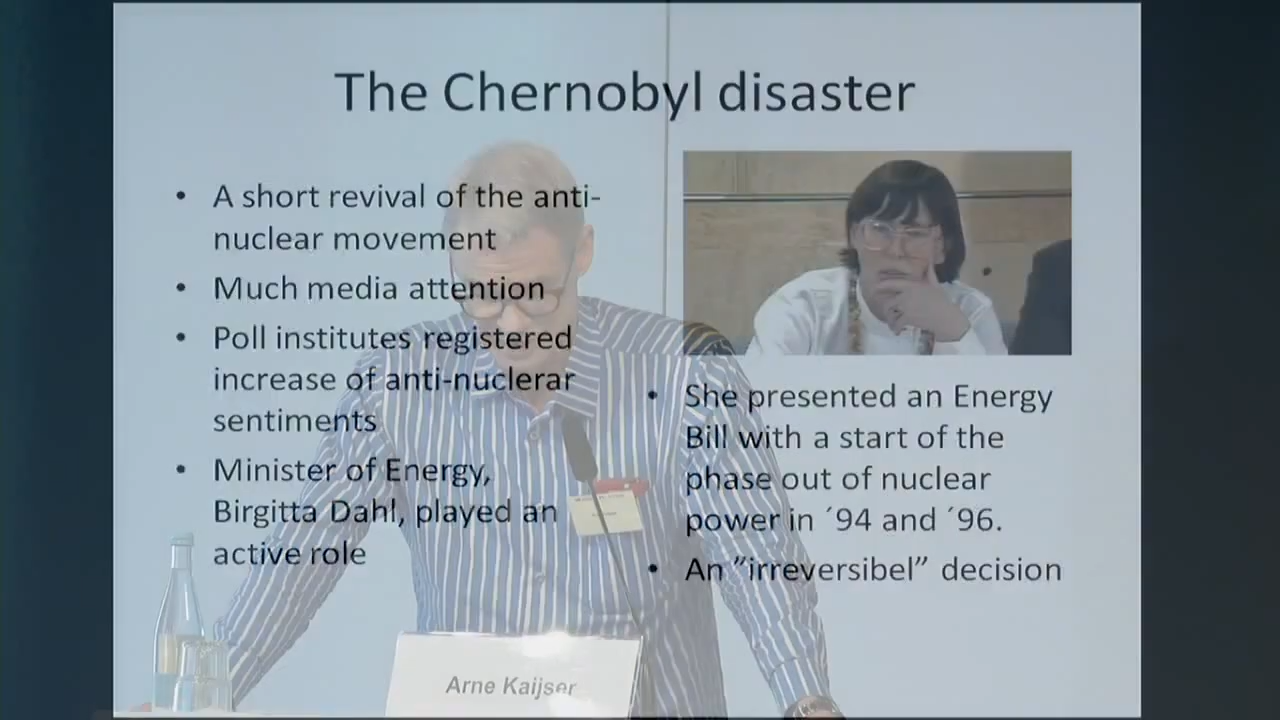 The Chernobyl disaster
• A short revival of the anti-
nuclear movement
• Much media attention
• Poll institutes registered
increase of anti-nuclerar
sentiments
• Minister of Energy,
Birgitta Dahl, played an
active role
• She presented an Energy
Bill with a start of the
phase out of nuclear
power in ´94 and ´96.
• An ”irreversibel” decision
Arne Kaijser